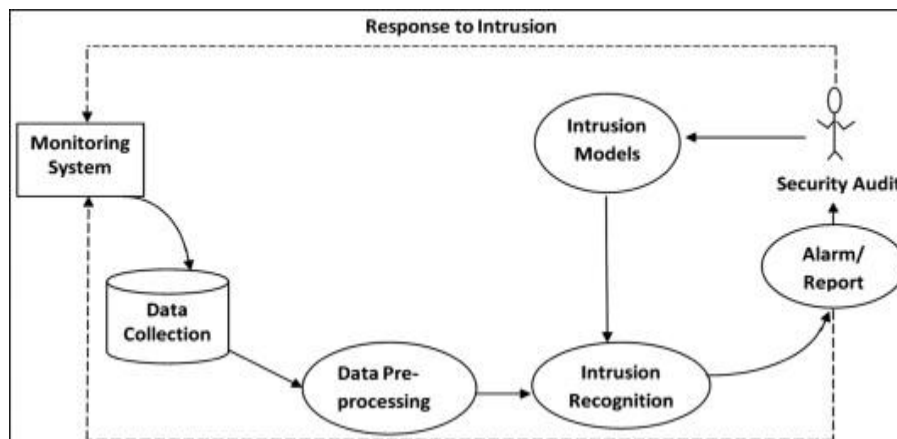 Response to Intrusion
Monitoring
System
Intrusion
Models
Security Audit
Alarm/
Report
Data
Collection
Data Pre-
processing
Intrusion
Recognition